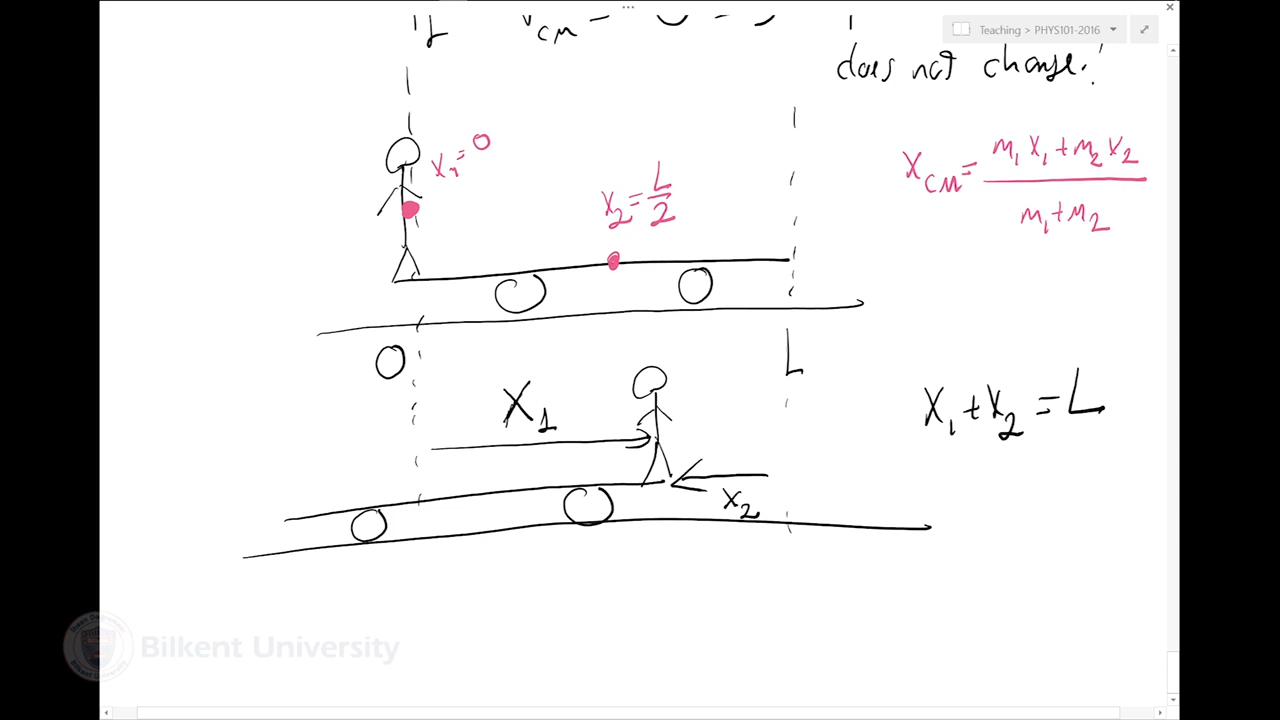 Teaching > PHYS101-2016
does not change!
x₁=0
x₂=L/2
x_CM = (m₁x₁+m₂x₂)/(m₁+m₂)
0
L
X₁
x₂
x₁+x₂=L
Bilkent University